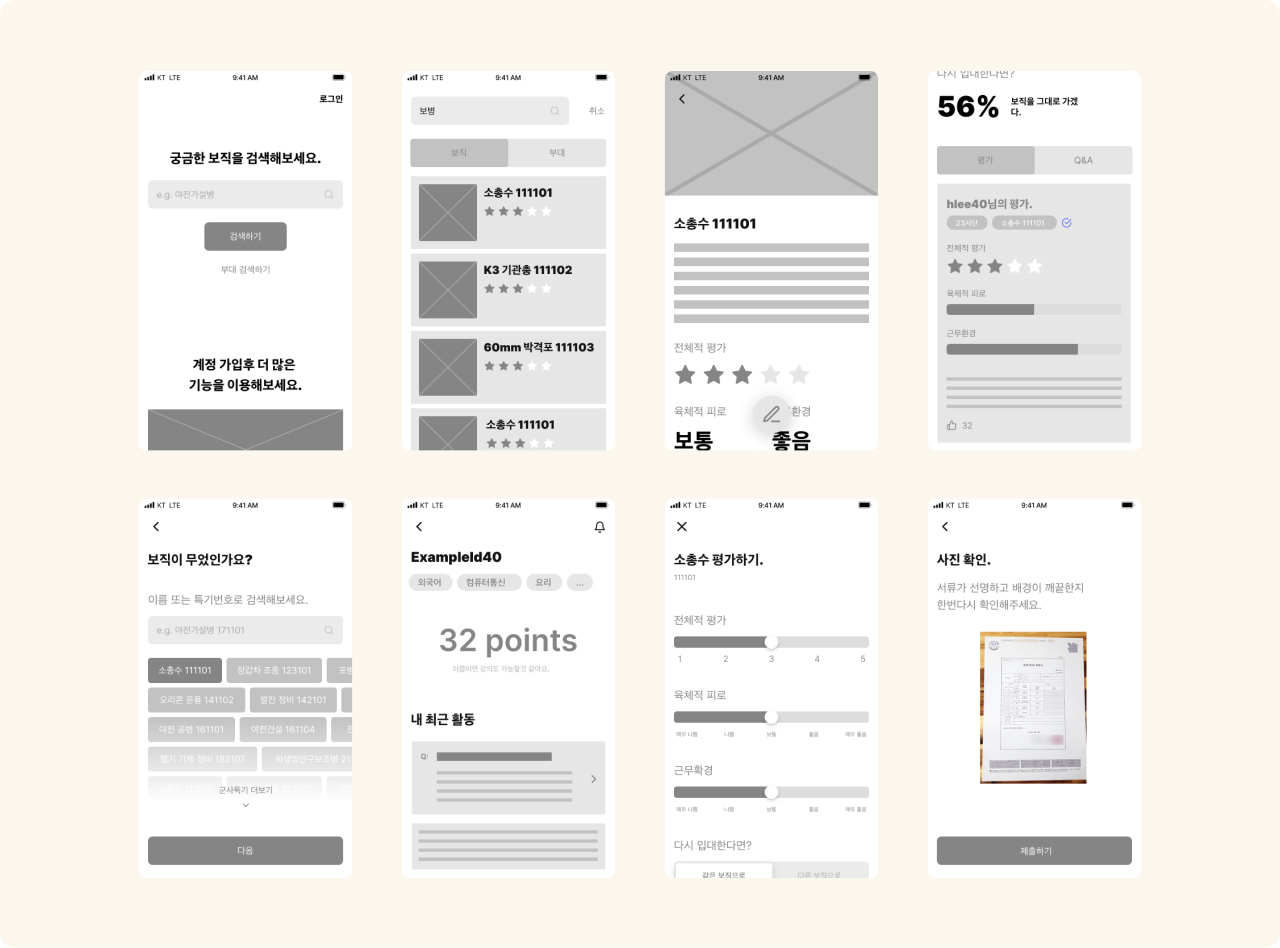 KT LTE
9:41 AM
로그인
궁금한 보직을 검색해보세요.
e.g. 야전가설병
검색하기
부대 검색하기
계정 가입후 더 많은
기능을 이용해보세요.
KT LTE
9:41 AM
보병
취소
보직
부대
소총수 111101
K3 기관총 111102
60mm 박격포 111103
소총수 111101
KT LTE
9:41 AM
소총수 111101
전체적 평가
육체적 피로
환경
보통
좋음
다시 입대한다면?
56%
보직을 그대로 가겠
다.
평가
Q&A
hlee40님의 평가.
23사단
소총수 111101
전체적 평가
육체적 피로
근무환경
32
KT LTE
9:41 AM
보직이 무었인가요?
이름 또는 특기번호로 검색해보세요.
e.g. 야전가설병 171101
소총수 111101
장갑차 조종 123101
포병
오리콘 운용 141102
발칸 정비 142101
야전 공병 161101
야전건설 161104
헬기 기체 정비 182107
화생방연구보조병
군사특기 더보기
다음
KT LTE
9:41 AM
ExampleId40
외국어
컴퓨터통신
요리
...
32 points
이쯤이면 강의도 가능할것 같아요.
내 최근 활동
Q:
KT LTE
9:41 AM
소총수 평가하기.
111101
전체적 평가
1 2 3 4 5
육체적 피로
매우 나쁨 나쁨 보통 좋음 매우 좋음
근무확경
매우 나쁨 나쁨 보통 좋음 매우 좋음
다시 입대한다면?
같은 보직으로
다른 보직으로
KT LTE
9:41 AM
사진 확인.
서류가 선명하고 배경이 깨끝한지
한번다시 확인해주세요.
제출하기